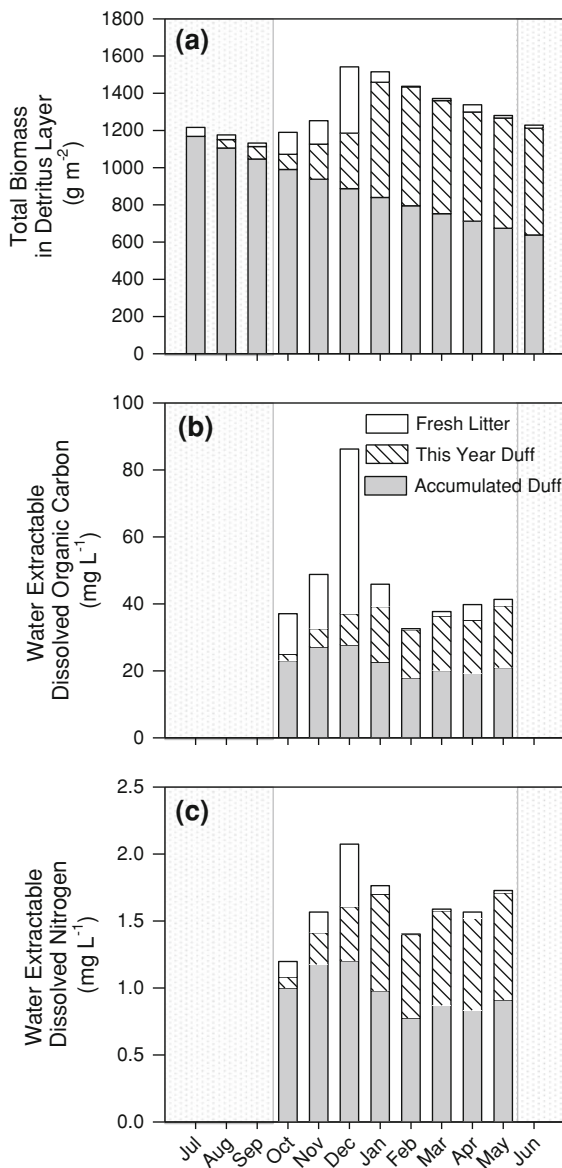 (a)
Total Biomass
in Detritus Layer
(g m-2)
1800
1600
1400
1200
1000
800
600
400
200
0
(b)
Water Extractable
Dissolved Organic Carbon
(mg L-1)
100
80
60
40
20
0
Fresh Litter
This Year Duff
Accumulated Duff
(c)
Water Extractable
Dissolved Nitrogen
(mg L-1)
2.5
2.0
1.5
1.0
0.5
0.0
Jul Aug Sep Oct Nov Dec Jan Feb Mar Apr May Jun